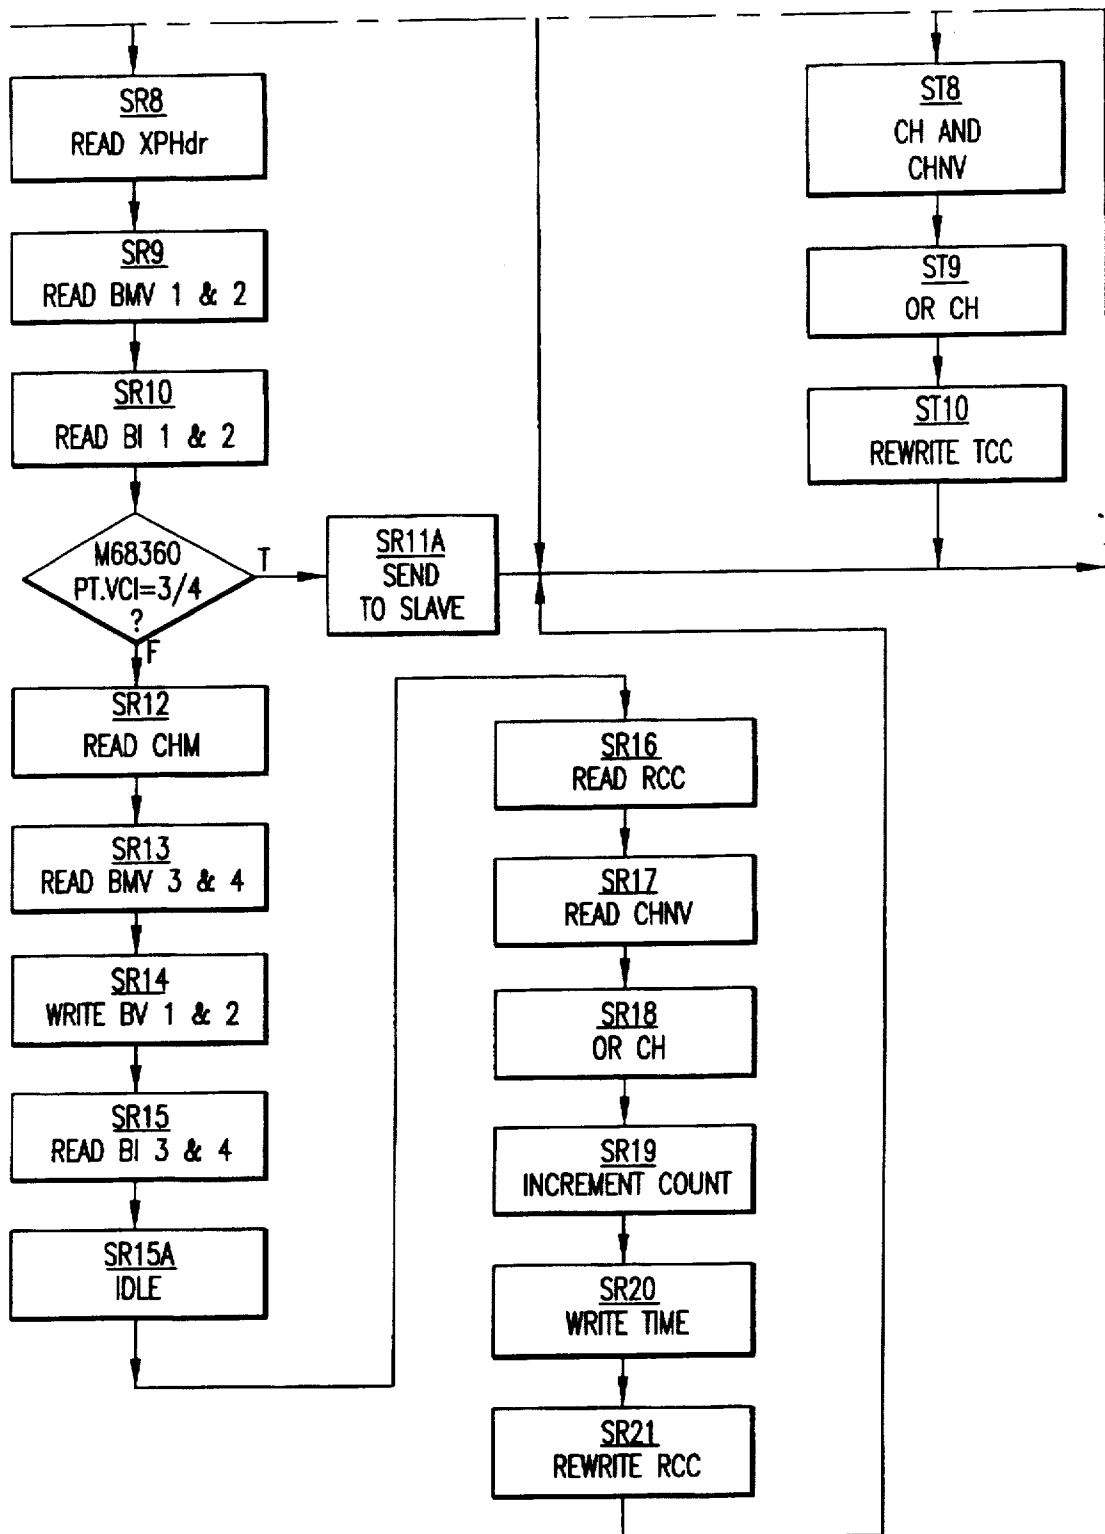 SR8
READ XPHdr
SR9
READ BMV 1 & 2
SR10
READ BI 1 & 2
M68360
PT.VCI=3/4
?
T
F
SR11A
SEND
TO SLAVE
SR12
READ CHM
SR13
READ BMV 3 & 4
SR14
WRITE BV 1 & 2
SR15
READ BI 3 & 4
SR15A
IDLE
SR16
READ RCC
SR17
READ CHNV
SR18
OR CH
SR19
INCREMENT COUNT
SR20
WRITE TIME
SR21
REWRITE RCC
ST8
CH AND
CHNV
ST9
OR CH
ST10
REWRITE TCC